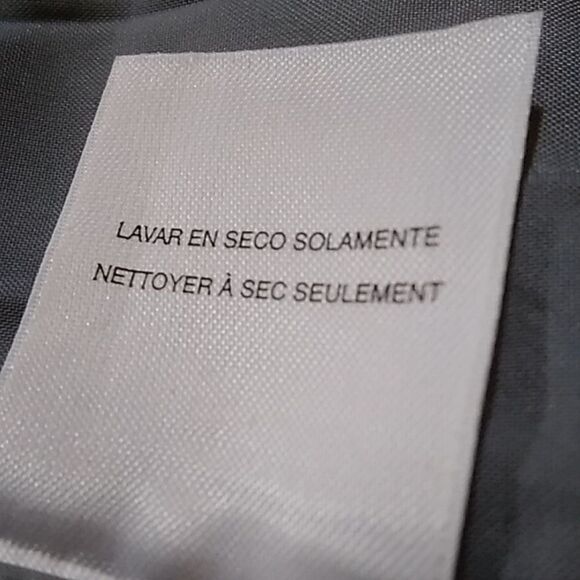 LAVAR EN SECO SOLAMENTE
NETTOYER À SEC SEULEMENT